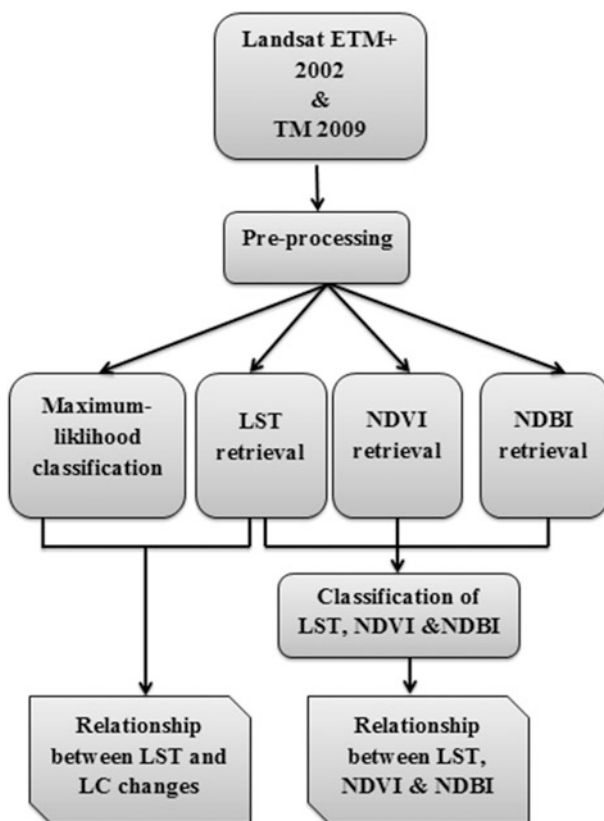 Landsat ETM+
2002
&
TM 2009
Pre-processing
Maximum-
liklihood
classification
LST
retrieval
NDVI
retrieval
NDBI
retrieval
Classification of
LST, NDVI &NDBI
Relationship
between LST and
LC changes
Relationship
between LST,
NDVI & NDBI